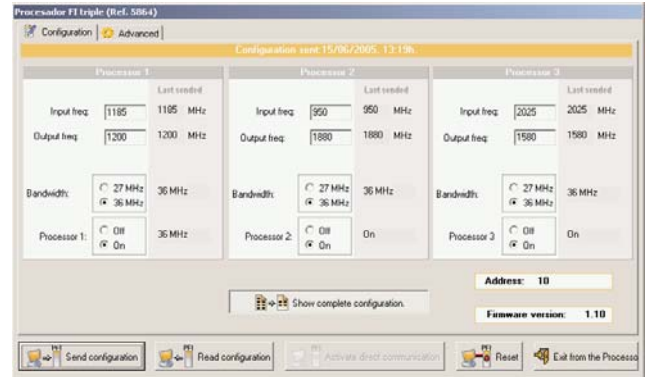 Procesador FI triple (Ref. 5864)
Configuration Advanced
Configuration sent 15/06/2005, 13:19h.
Processor 1 Processor 2 Processor 3
Last sended Last sended Last sended
Input freq: 1185 1185 MHz Input freq: 950 950 MHz Input freq: 2025 2025 MHz
Output freq: 1200 1200 MHz Output freq: 1880 1880 MHz Output freq: 1580 1580 MHz
Bandwidth: 27 MHz 36 MHz 36 MHz Bandwidth: 27 MHz 36 MHz 36 MHz Bandwidth: 27 MHz 36 MHz 36 MHz
Processor 1: Off On 36 MHz Processor 2: Off On On Processor 3 Off On On
Address: 10
Show complete configuration.
Firmware version: 1.10
Send configuration Read configuration Activate direct communication Reset Exit from the Processo